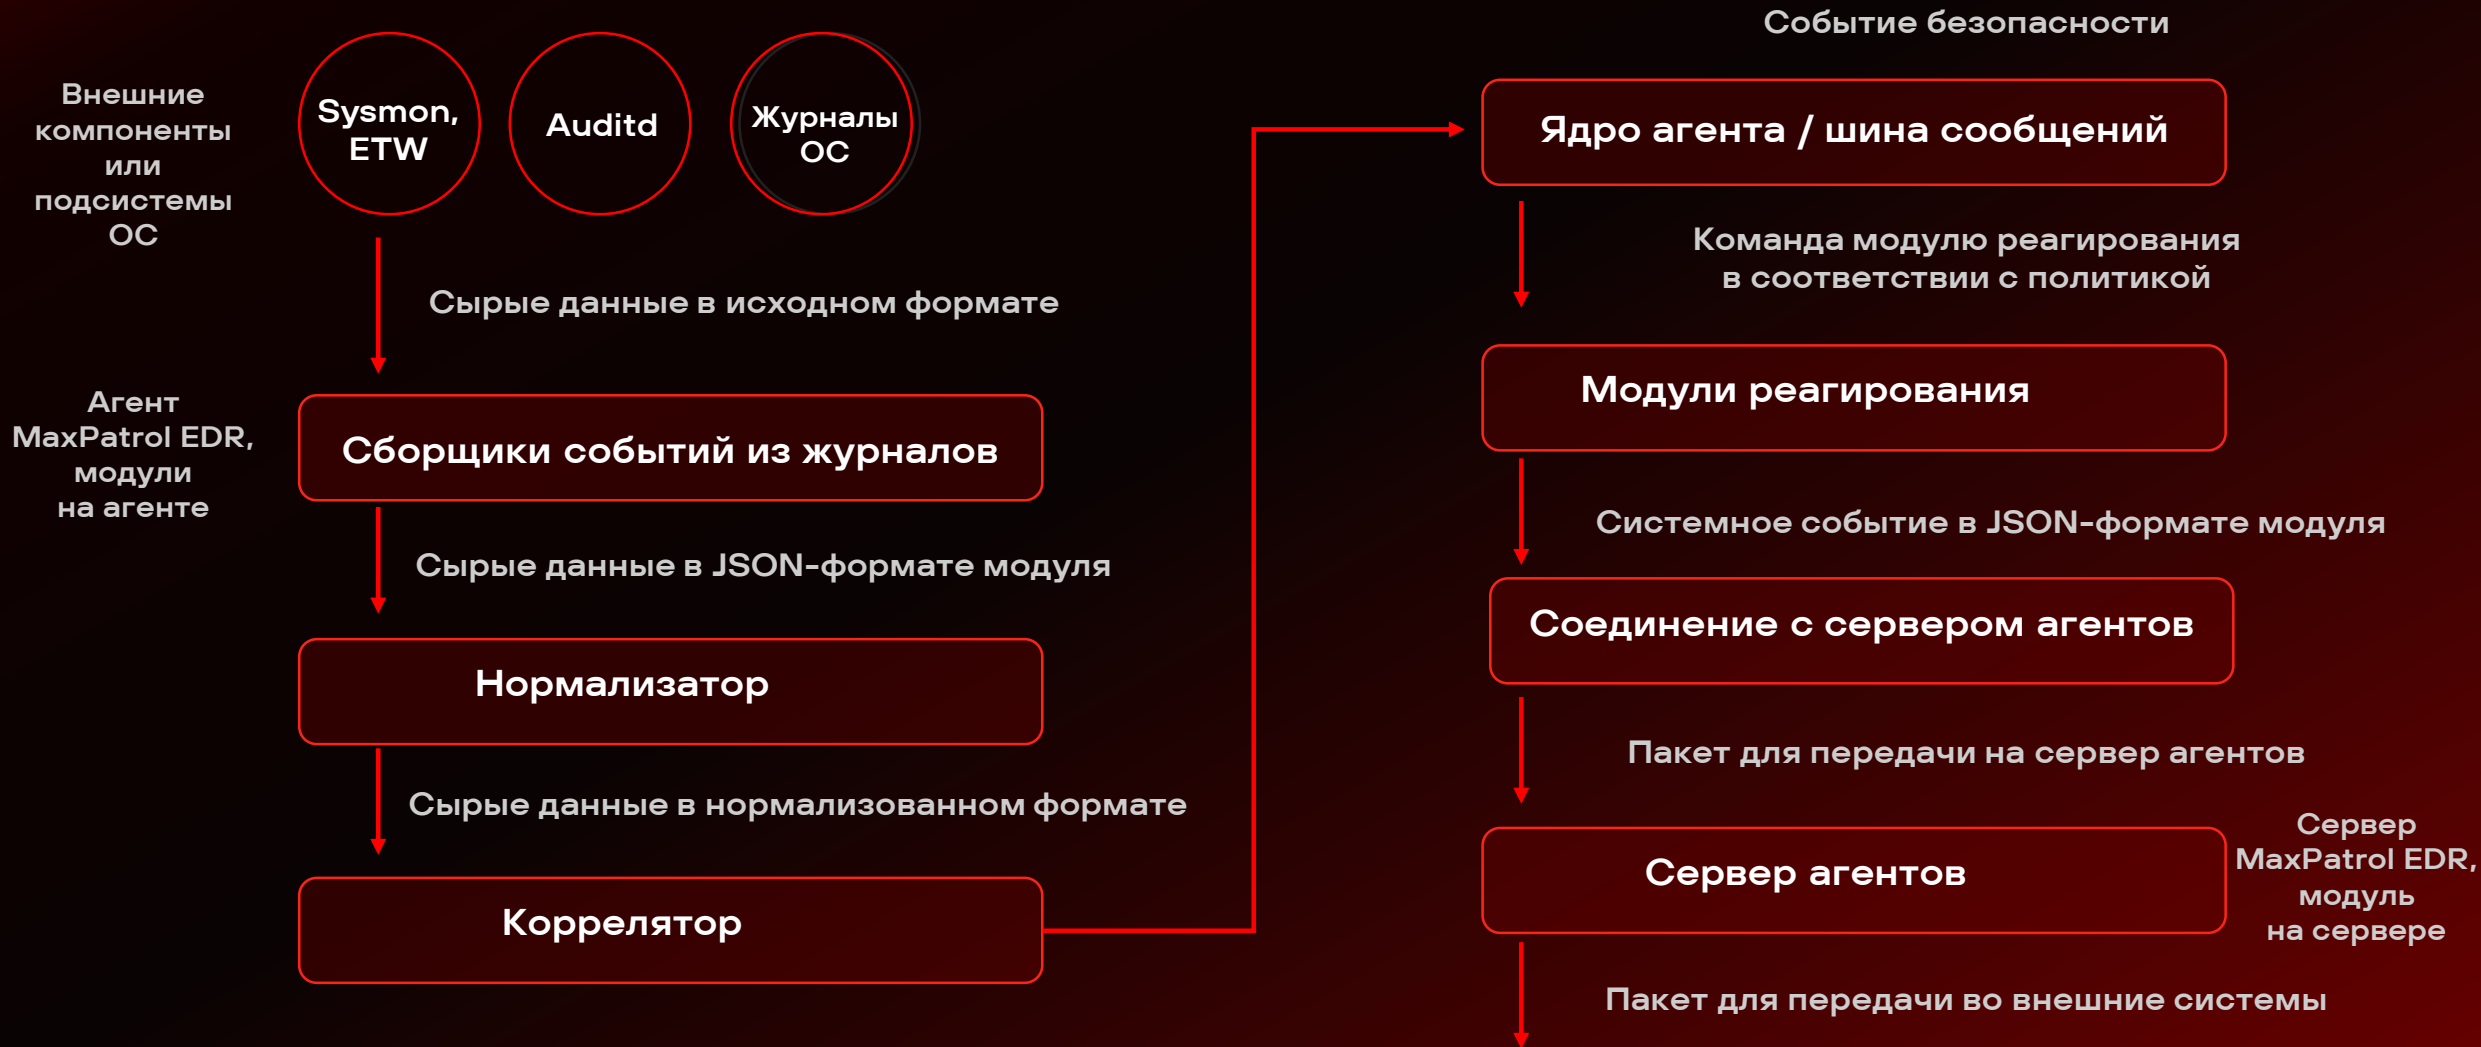 Внешние
компоненты
или
подсистемы
ОС
Sysmon,
ETW
Auditd
Журналы
ОС
Сырые данные в исходном формате
Агент
MaxPatrol EDR,
модули
на агенте
Сборщики событий из журналов
Сырые данные в JSON-формате модуля
Нормализатор
Сырые данные в нормализованном формате
Коррелятор
Событие безопасности
Ядро агента / шина сообщений
Команда модулю реагирования
в соответствии с политикой
Модули реагирования
Системное событие в JSON-формате модуля
Соединение с сервером агентов
Пакет для передачи на сервер агентов
Сервер агентов
Сервер
MaxPatrol EDR,
модуль
на сервере
Пакет для передачи во внешние системы